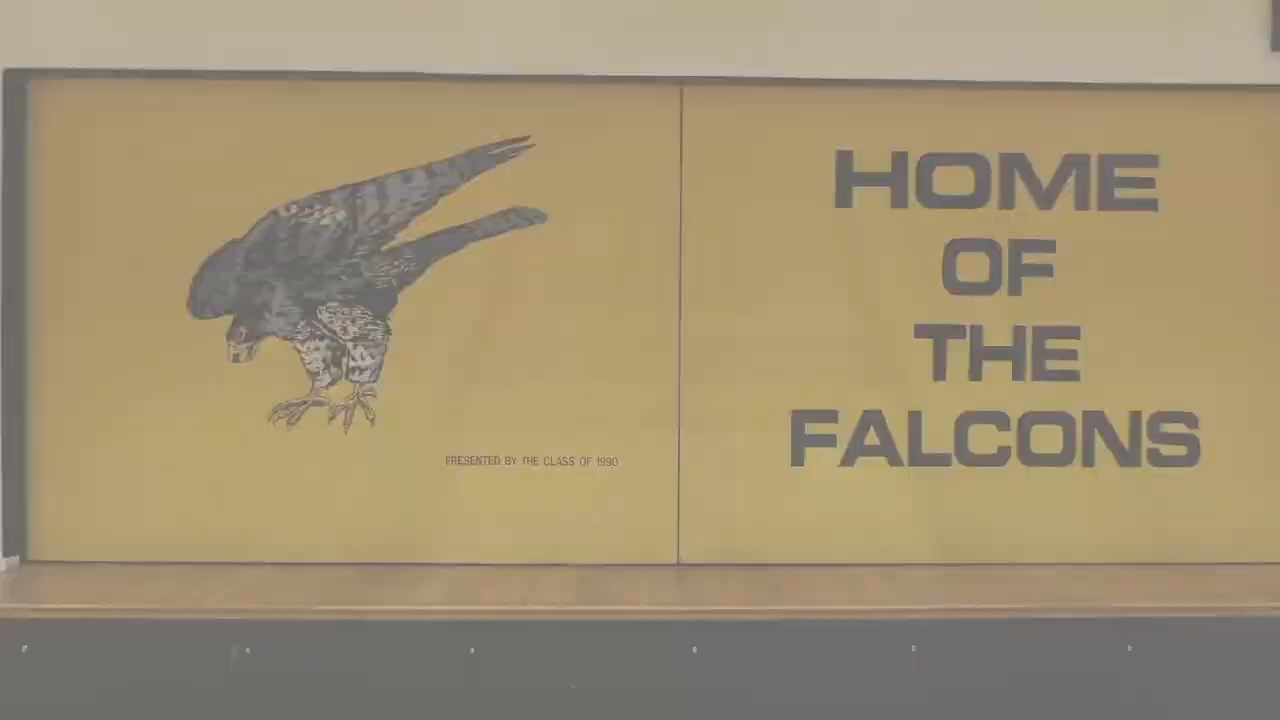 HOME
OF
THE
FALCONS
PRESENTED BY THE CLASS OF 1990